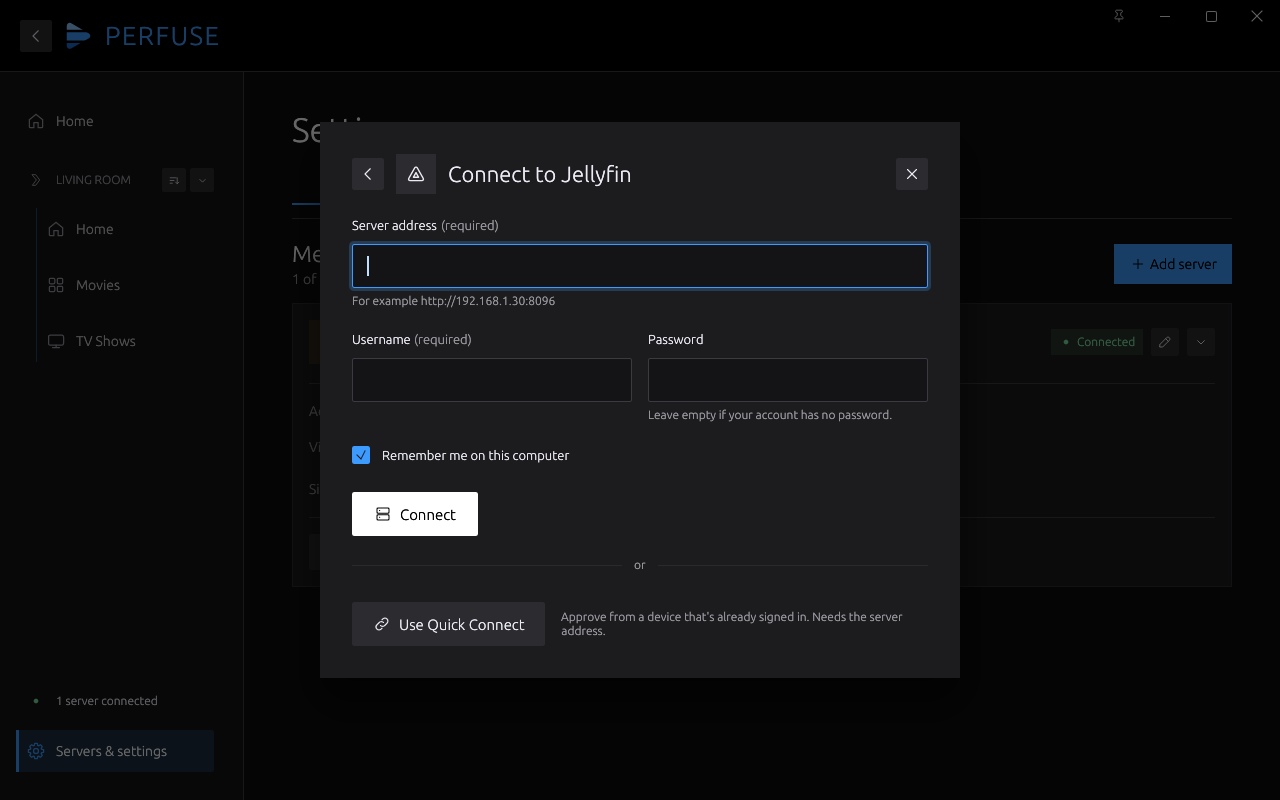 PERFUSE
Home
LIVING ROOM
Home
Movies
TV Shows
1 server connected
Servers & settings
1 of
Add server
Connected
Connect to Jellyfin
Server address (required)
For example http://192.168.1.30:8096
Username (required)
Password
Leave empty if your account has no password.
Remember me on this computer
Connect
or
Use Quick Connect
Approve from a device that's already signed in. Needs the server
address.